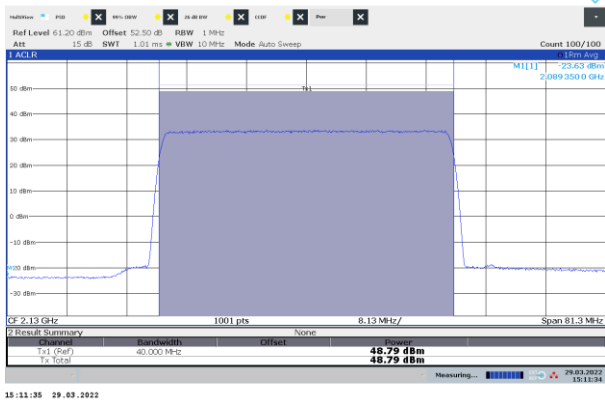 MultiView PSD X 99% OBW X 26 dB BW X CCDF X Pwr X
Ref Level 61.20 dBm Offset 52.50 dB RBW 1 MHz
Att 15 dB SWT 1.01 ms VBW 10 MHz Mode Auto Sweep Count 100/100
1 ACLR 1Rm Avg
M1[1] -23.63 dBm
2.0893500 GHz
Tx1
50 dBm
40 dBm
30 dBm
20 dBm
10 dBm
0 dBm
-10 dBm
-20 dBm
-30 dBm
CF 2.13 GHz 1001 pts 8.13 MHz/ Span 81.3 MHz
2 Result Summary None
Channel Bandwidth Offset Power
Tx1 (Ref) 40.000 MHz 48.79 dBm
Tx Total 48.79 dBm
Measuring... 29.03.2022
15:11:34
15:11:35 29.03.2022